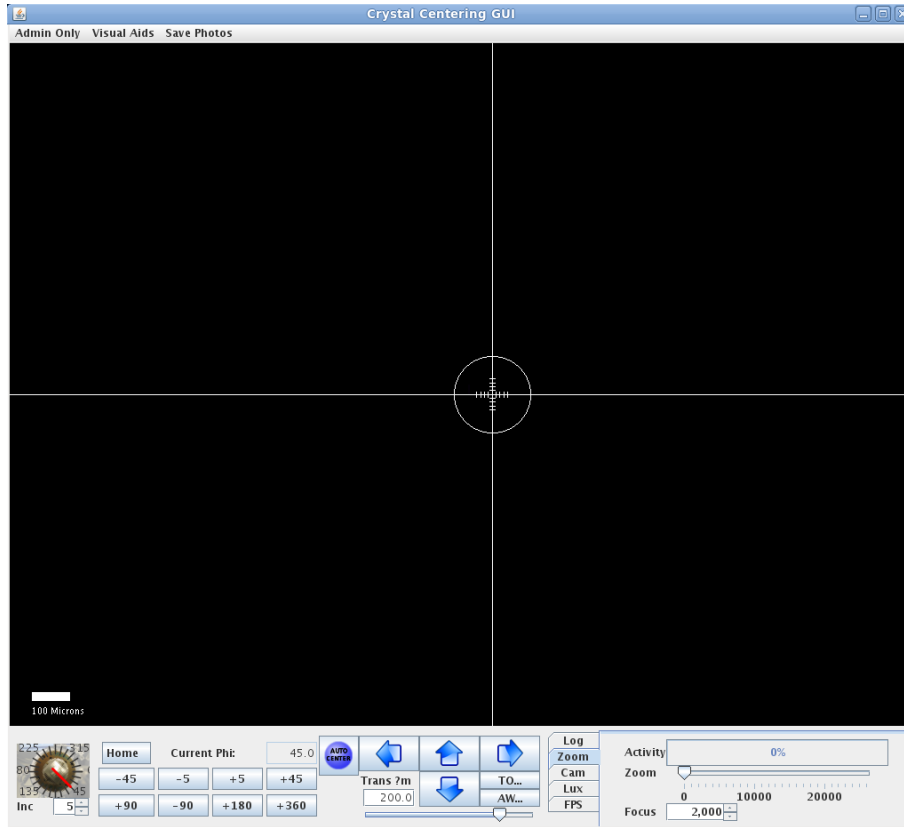 Crystal Centering GUI
Admin Only Visual Aids Save Photos
100 Microns
225 315
80
135 45
Inc 5
Home Current Phi: 45.0
-45 -5 +5 +45
+90 -90 +180 +360
AUTO CENTER
Trans ?m
200.0
TO...
AW...
Log
Zoom
Cam
Lux
FPS
Activity 0%
Zoom
0 10000 20000
Focus 2,000